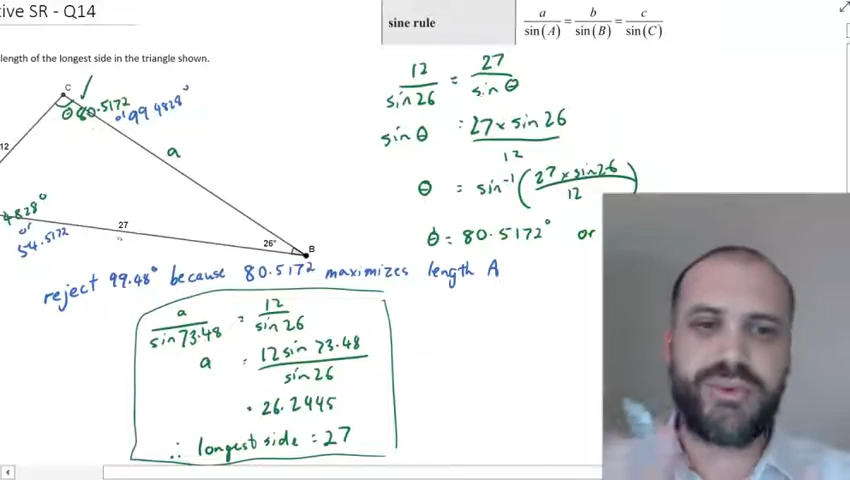 tive SR - Q14
sine rule
a/sin(A) = b/sin(B) = c/sin(C)
length of the longest side in the triangle shown.
C
θ 80.5172
or 99.4828°
12
a
4828°
or
54.5172
27
26°
B
12/sin 26 = 27/sin θ
sin θ = 27 × sin 26/12
θ = sin⁻¹(27 × sin 26/12)
θ = 80.5172° or
reject 99.48° because 80.5172 maximizes length A
a/sin 73.48 = 12/sin 26
a = 12 sin 73.48/sin 26
= 26.2445
∴ longest side = 27